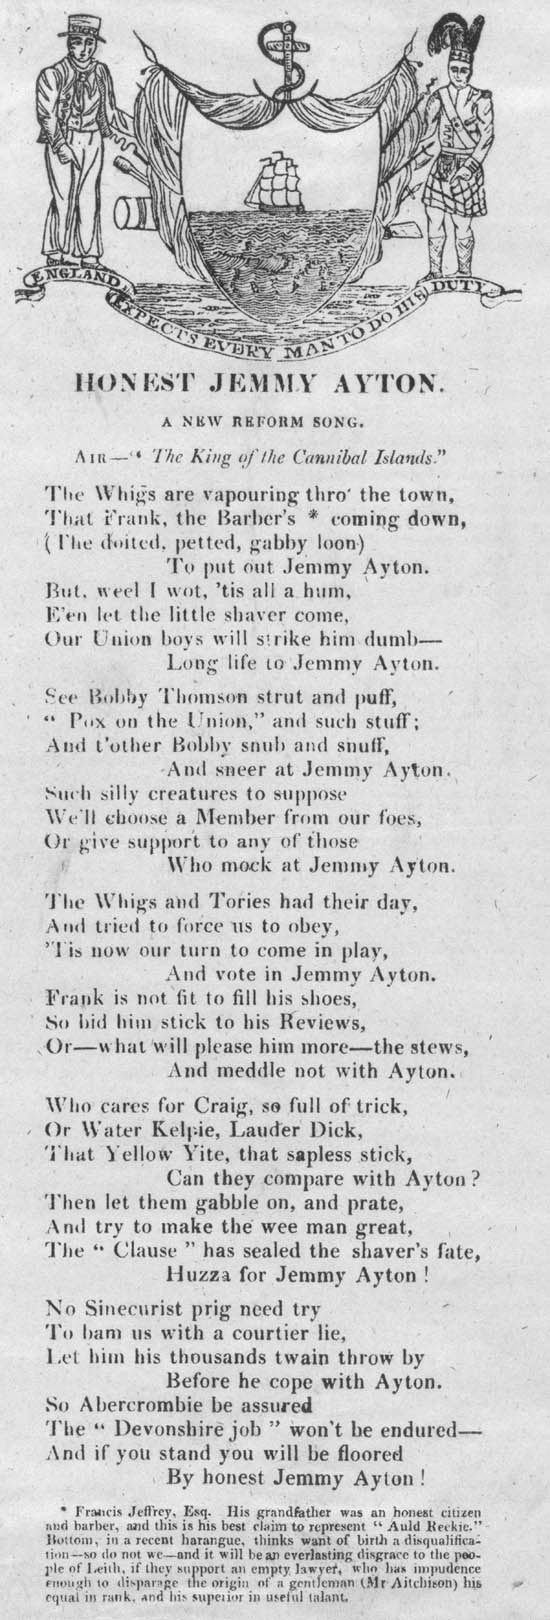 ENGLAND
EXPECTS EVERY MAN TO DO HIS DUTY
HONEST JEMMY AYTON.
A NEW REFORM SONG.
AIR—“ The King of the Cannibal Islands.”
The Whigs are vapouring thro' the town,
That Frank, the Barber's * coming down,
(The doited, petted, gabby loon)
To put out Jemmy Ayton.
But, weel I wot, 'tis all a hum,
E'en let the little shaver come,
Our Union boys will strike him dumb—
Long life to Jemmy Ayton.
See Bobby Thomson strut and puff,
“ Pox on the Union,” and such stuff;
And t'other Bobby snub and snuff,
And sneer at Jemmy Ayton.
Such silly creatures to suppose
We'll choose a Member from our foes,
Or give support to any of those
Who mock at Jemmy Ayton.
The Whigs and Tories had their day,
And tried to force us to obey,
'Tis now our turn to come in play,
And vote in Jemmy Ayton.
Frank is not fit to fill his shoes,
So bid him stick to his Reviews,
Or—what will please him more—the stews,
And meddle not with Ayton.
Who cares for Craig, so full of trick,
Or Water Kelpie, Lauder Dick,
That Yellow Yite, that sapless stick,
Can they compare with Ayton ?
Then let them gabble on, and prate,
And try to make the wee man great,
The “ Clause ” has sealed the shaver's fate,
Huzza for Jemmy Ayton !
No Sinecurist prig need try
To bam us with a courtier lie,
Let him his thousands twain throw by
Before he cope with Ayton.
So Abercrombie be assured
The “ Devonshire job ” won't be endured—
And if you stand you will be floored
By honest Jemmy Ayton !
* Francis Jeffrey, Esq. His grandfather was an honest citizen
and barber, and this is his best claim to represent “ Auld Reekie.”
Bottom, in a recent harangue, thinks want of birth a disqualifica-
tion—so do not we—and it will be an everlasting disgrace to the peo-
ple of Leith, if they support an empty lawyer, who has impudence
enough to disparage the origin of a gentleman (Mr Aitchison) his
equal in rank, and his superior in useful talant.